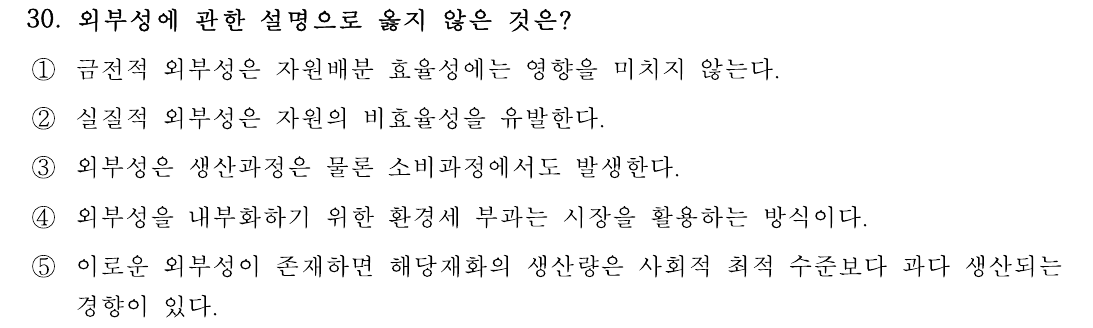 30. 외부성에 관한 설명으로 옳지 않은 것은?
① 금전적 외부성은 자원배분 효율성에는 영향을 미치지 않는다.
② 실질적 외부성은 자원의 비효율성을 유발한다.
③ 외부성은 생산과정은 물론 소비과정에서도 발생한다.
④ 외부성을 내부화하기 위한 환경세 부과는 시장을 활용하는 방식이다.
⑤ 이로운 외부성이 존재하면 해당재화의 생산량은 사회적 최적 수준보다 과다 생산되는
경향이 있다.